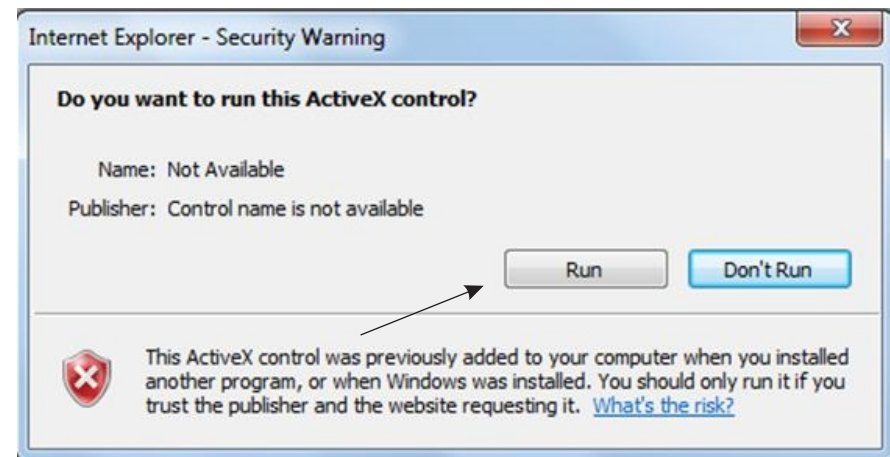 Internet Explorer - Security Warning
Do you want to run this ActiveX control?
Name: Not Available
Publisher: Control name is not available
Run Don't Run
This ActiveX control was previously added to your computer when you installed
another program, or when Windows was installed. You should only run it if you
trust the publisher and the website requesting it. What's the risk?